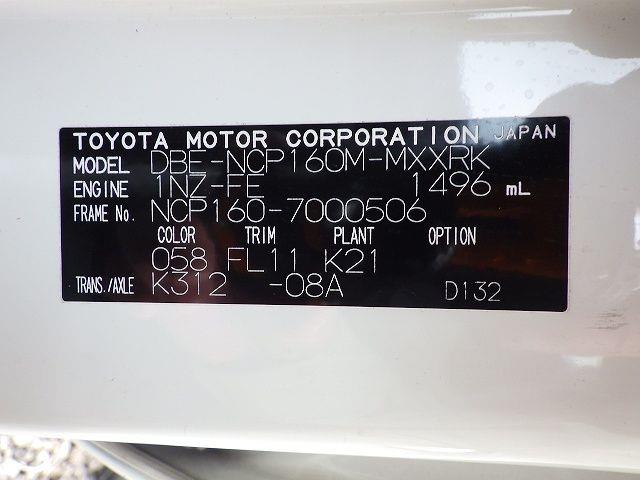 TOYOTA MOTOR CORPORATION JAPAN
MODEL DBE-NCP160M-MXXRK
ENGINE 1NZ-FE 1496 mL
FRAME No. NCP160-7000506
COLOR TRIM PLANT OPTION
058 FL11 K21
TRANS./AXLE K312 -08A D132